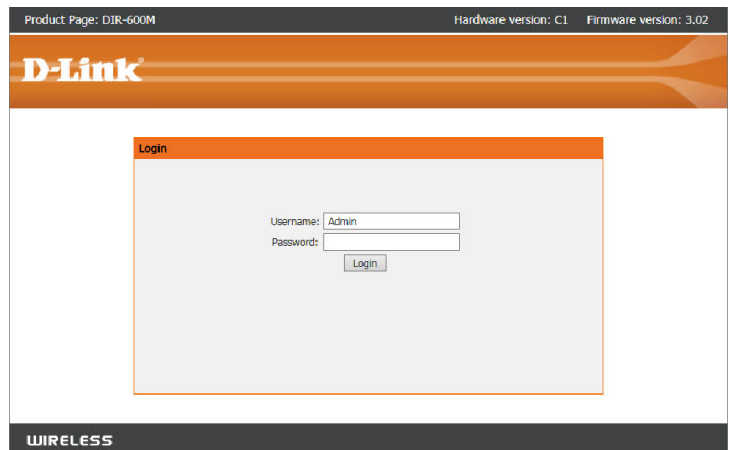 Product Page: DIR-600M Hardware version: C1 Firmware version: 3.02
D-Link
Login
Username: Admin
Password:
Login
WIRELESS